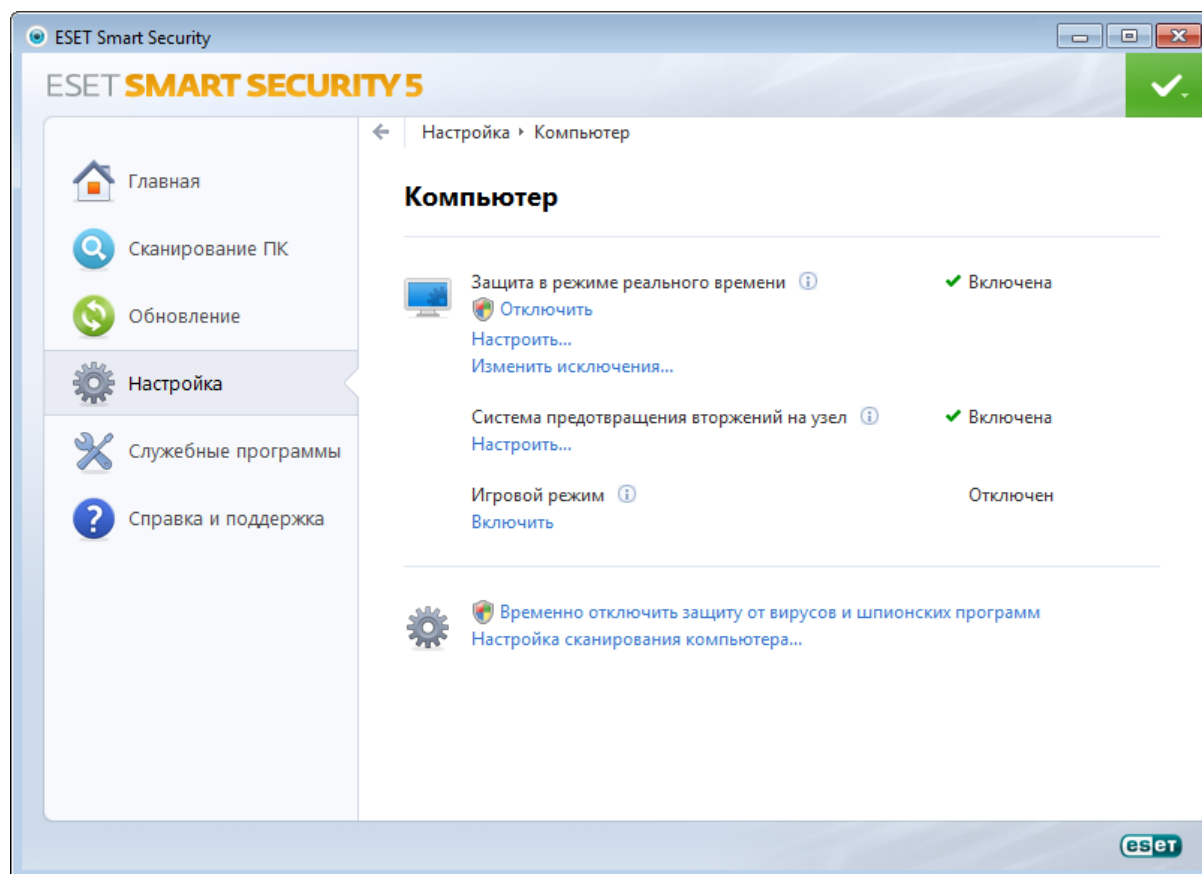 ESET Smart Security
ESET SMART SECURITY 5
Настройка ‣ Компьютер
Главная
Сканирование ПК
Обновление
Настройка
Служебные программы
Справка и поддержка
Компьютер
Защита в режиме реального времени
Включена
Отключить
Настроить...
Изменить исключения...
Система предотвращения вторжений на узел
Включена
Настроить...
Игровой режим
Отключен
Включить
Временно отключить защиту от вирусов и шпионских программ
Настройка сканирования компьютера...
eseT